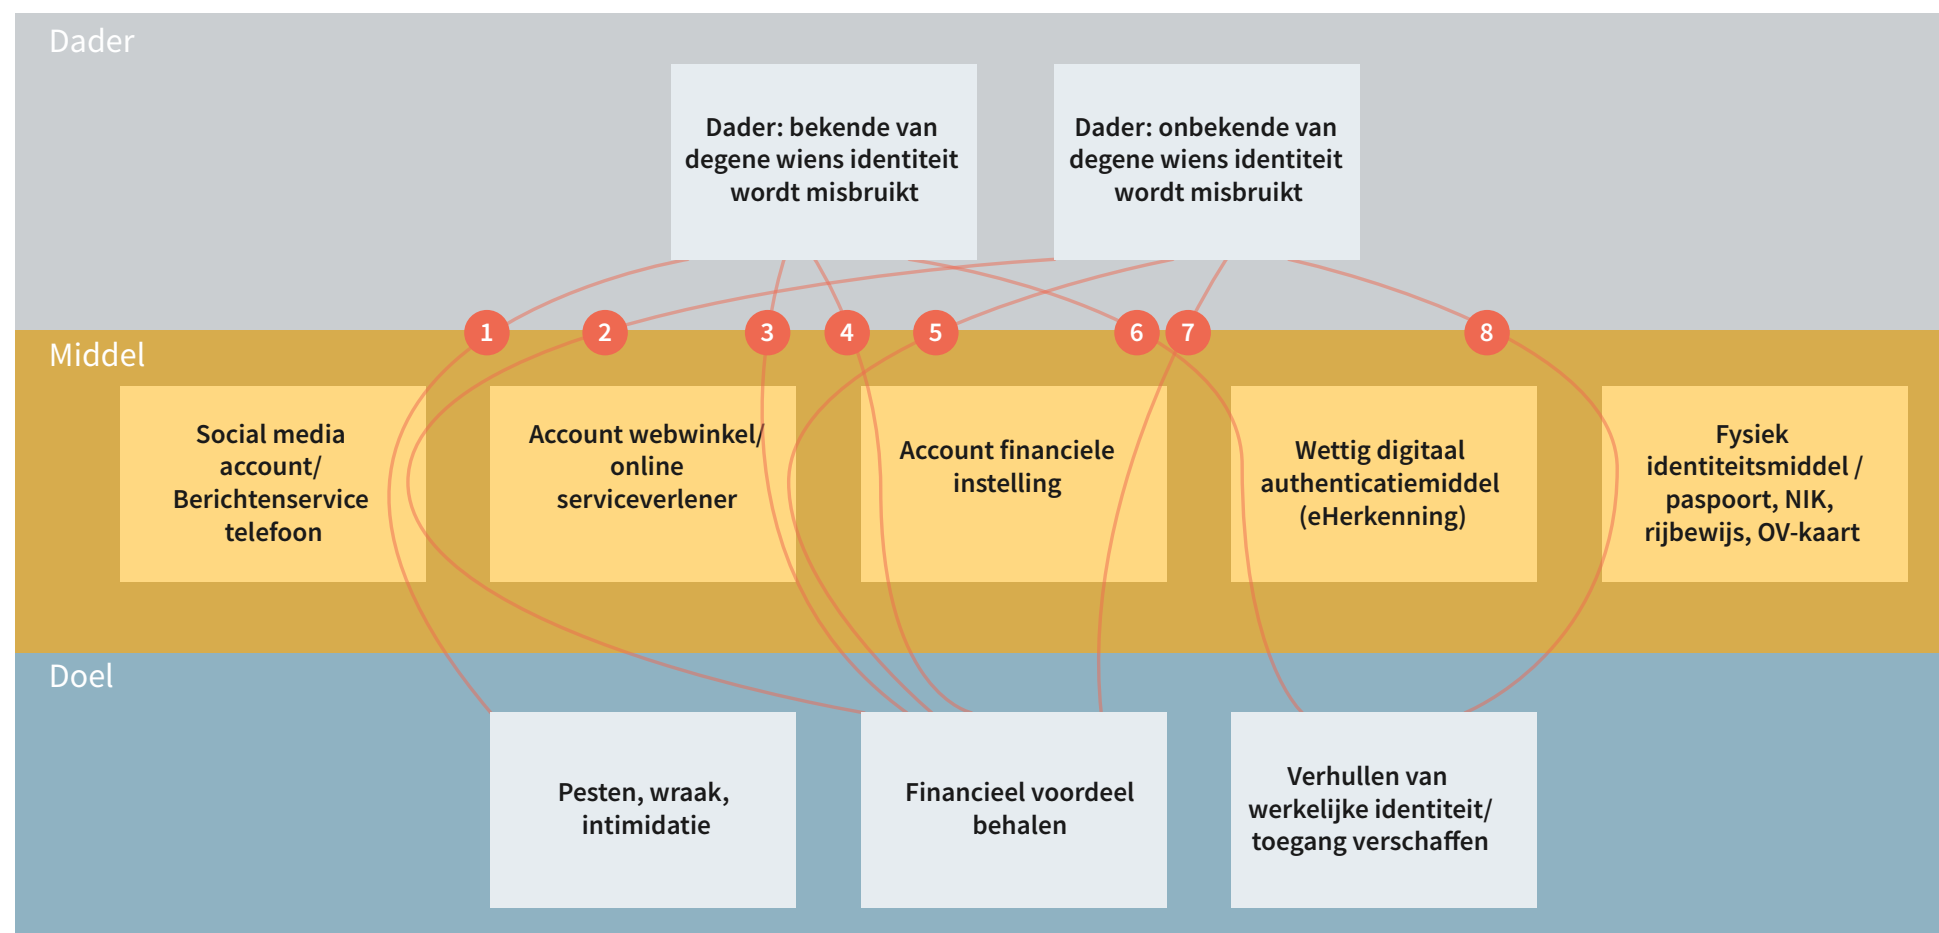 Dader
Dader: bekende van
degene wiens identiteit
wordt misbruikt
Dader: onbekende van
degene wiens identiteit
wordt misbruikt
1
2
3
4
5
6
7
8
Middel
Social media
account/
Berichtenservice
telefoon
Account webwinkel/
online
serviceverlener
Account financiele
instelling
Wettig digitaal
authenticatiemiddel
(eHerkenning)
Fysiek
identiteitsmiddel /
paspoort, NIK,
rijbewijs, OV-kaart
Doel
Pesten, wraak,
intimidatie
Financieel voordeel
behalen
Verhullen van
werkelijke identiteit/
toegang verschaffen